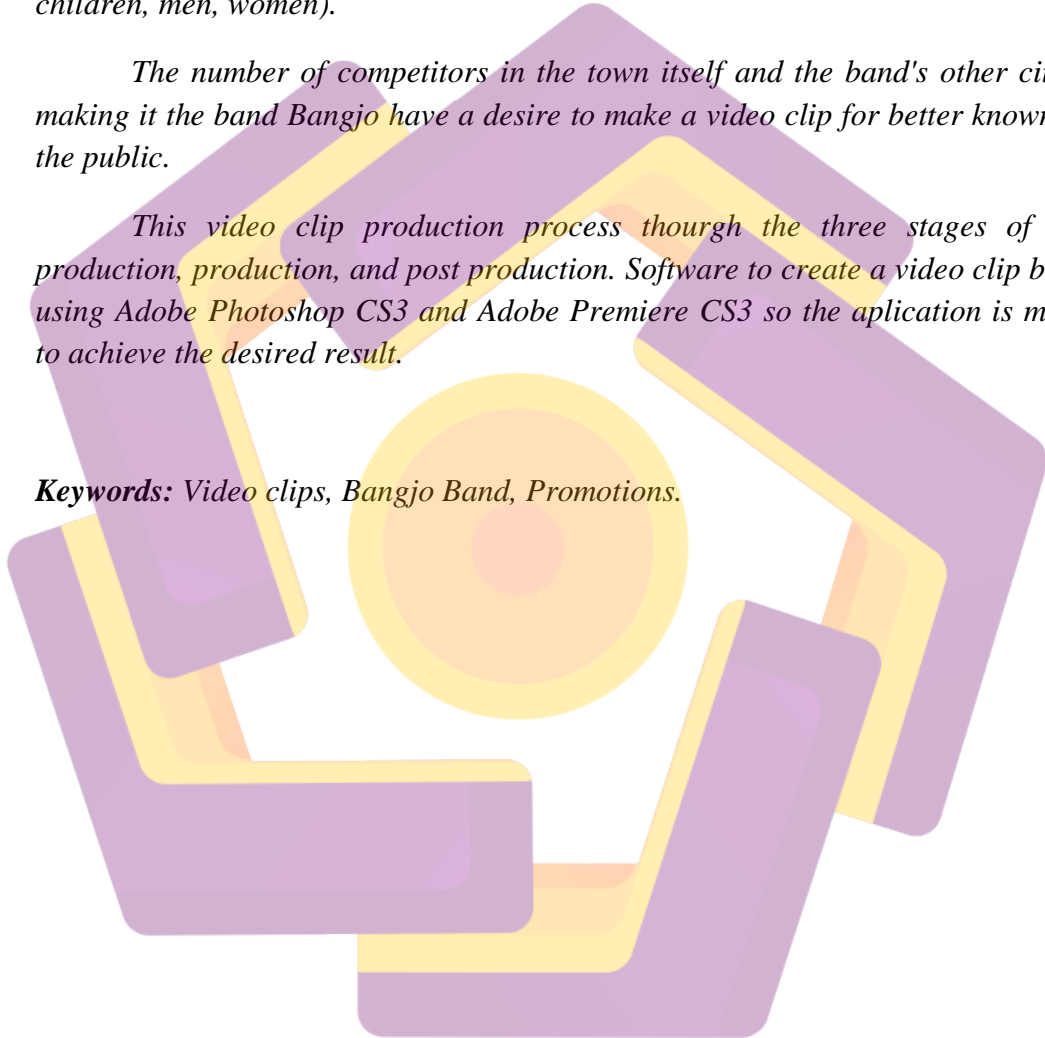 children, men, women).
The number of competitors in the town itself and the band's other
making it the band Bangjo have a desire to make a video clip for better known
the public.
This video clip production process thourgh the three stages of
production, production, and post production. Software to create a video clip
using Adobe Photoshop CS3 and Adobe Premiere CS3 so the aplication is
to achieve the desired result.
Keywords: Video clips, Bangjo Band, Promotions.